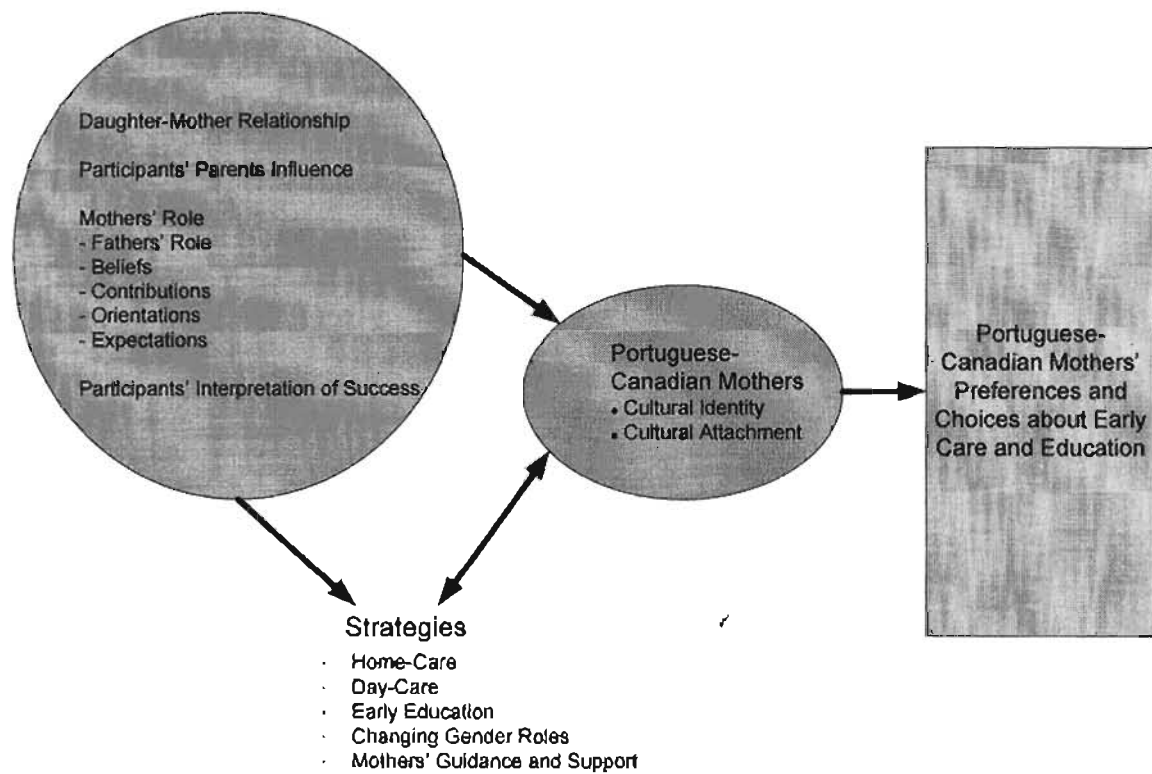 Daughter-Mother Relationship
Participants' Parents Influence
Mothers' Role
- Fathers' Role
- Beliefs
- Contributions
- Orientations
- Expectations
Participants' Interpretation of Success
Portuguese-
Canadian Mothers
• Cultural Identity
• Cultural Attachment
Portuguese-
Canadian Mothers'
Preferences and
Choices about Early
Care and Education
Strategies
· Home-Care
· Day-Care
· Early Education
· Changing Gender Roles
· Mothers' Guidance and Support